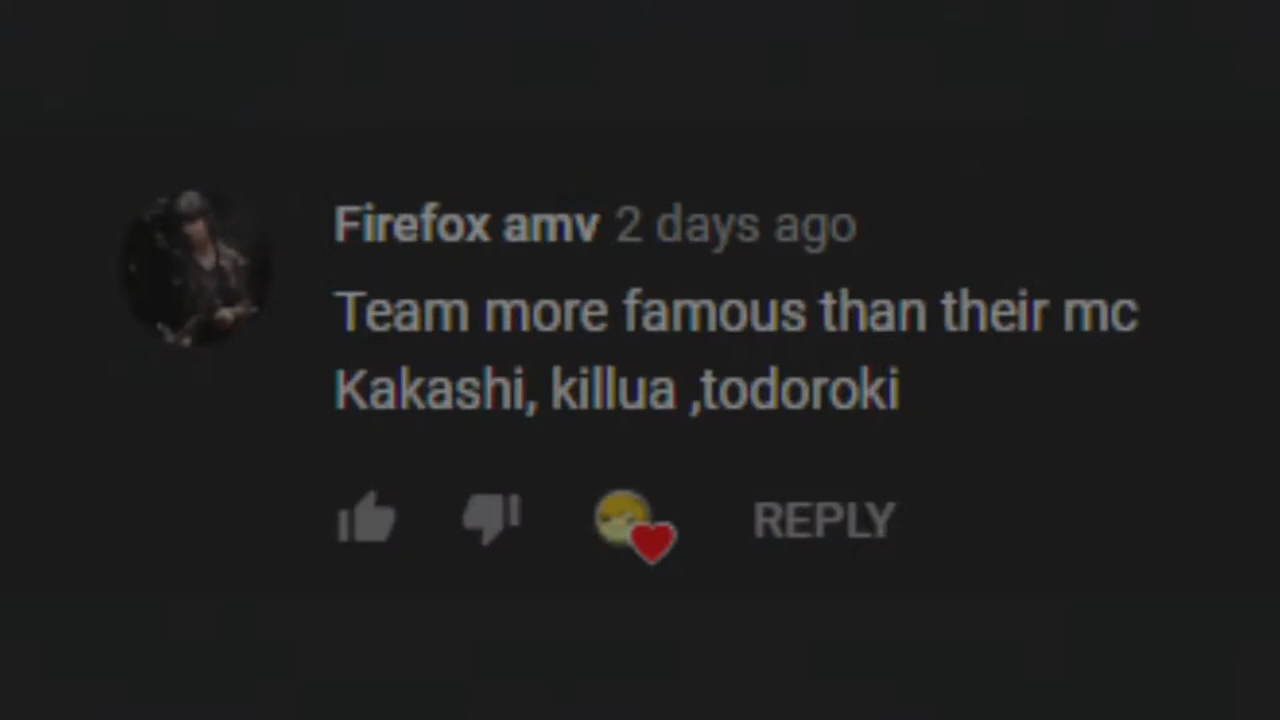 Firefox amv 2 days ago
Team more famous than their mc
Kakashi, killua ,todoroki
REPLY